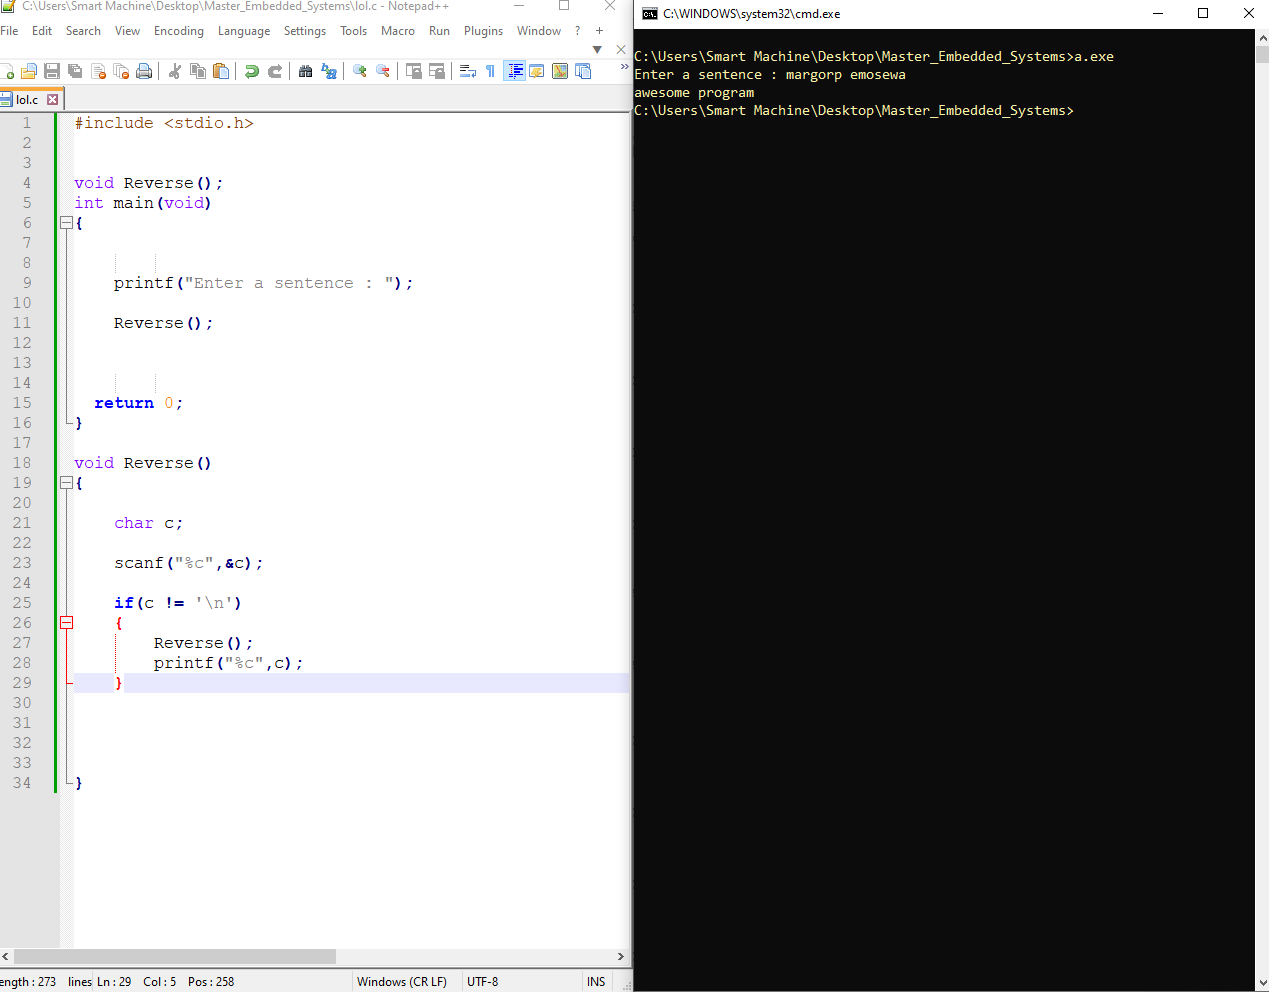 C:\Users\Smart Machine\Desktop\Master_Embedded_Systems\lol.c - Notepad++
File Edit Search View Encoding Language Settings Tools Macro Run Plugins Window ? +
lol.c
1 #include <stdio.h>
2
3
4 void Reverse();
5 int main(void)
6 {
7
8
9 printf("Enter a sentence : ");
10
11 Reverse();
12
13
14
15 return 0;
16 }
17
18 void Reverse()
19 {
20
21 char c;
22
23 scanf("%c",&c);
24
25 if(c != '\n')
26 {
27 Reverse();
28 printf("%c",c);
29 }
30
31
32
33
34 }
ength : 273 lines Ln : 29 Col : 5 Pos : 258 Windows (CR LF) UTF-8 INS
C:\WINDOWS\system32\cmd.exe
C:\Users\Smart Machine\Desktop\Master_Embedded_Systems>a.exe
Enter a sentence : margorp emosewa
awesome program
C:\Users\Smart Machine\Desktop\Master_Embedded_Systems>